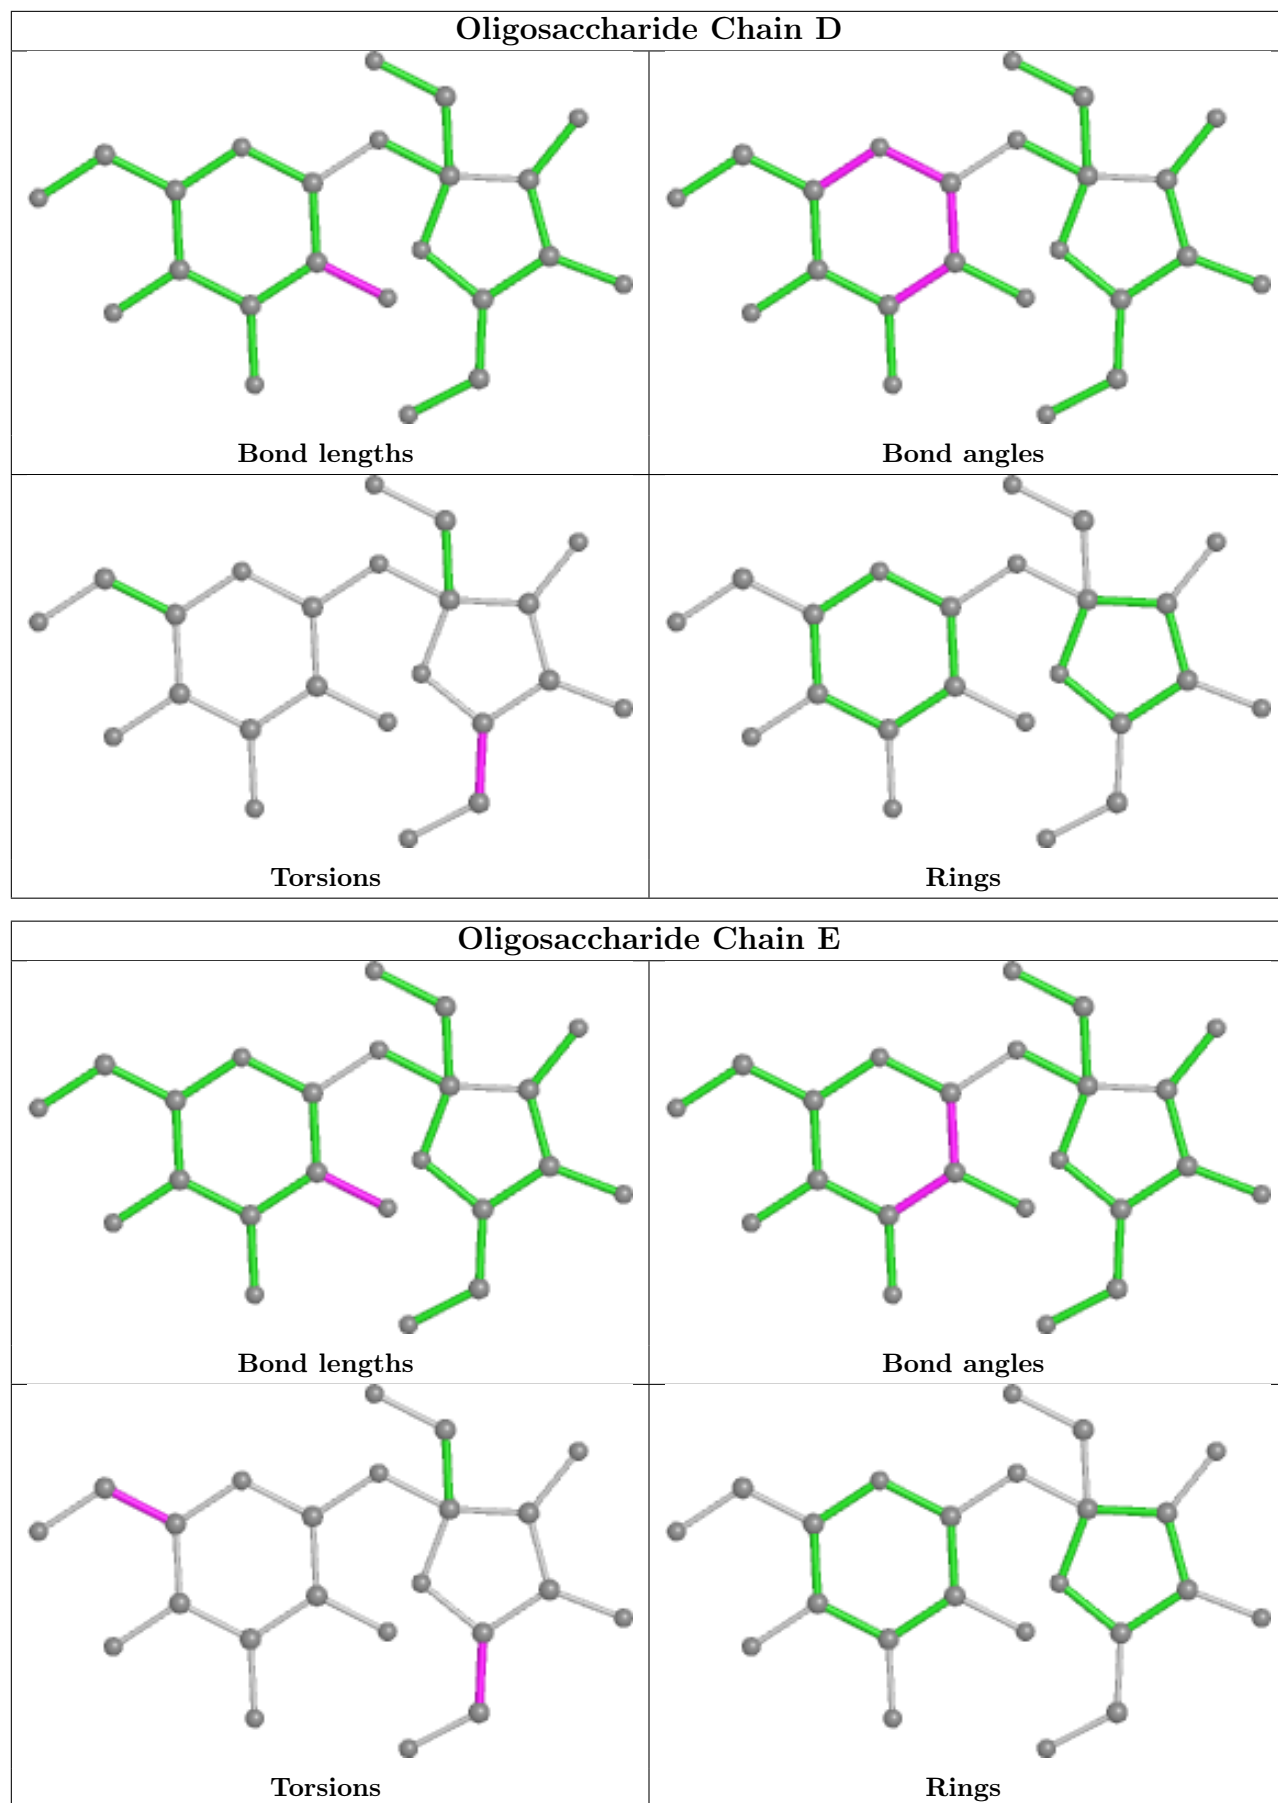 Oligosaccharide Chain D
Bond lengths
Bond angles
Torsions
Rings
Oligosaccharide Chain E
Bond lengths
Bond angles
Torsions
Rings